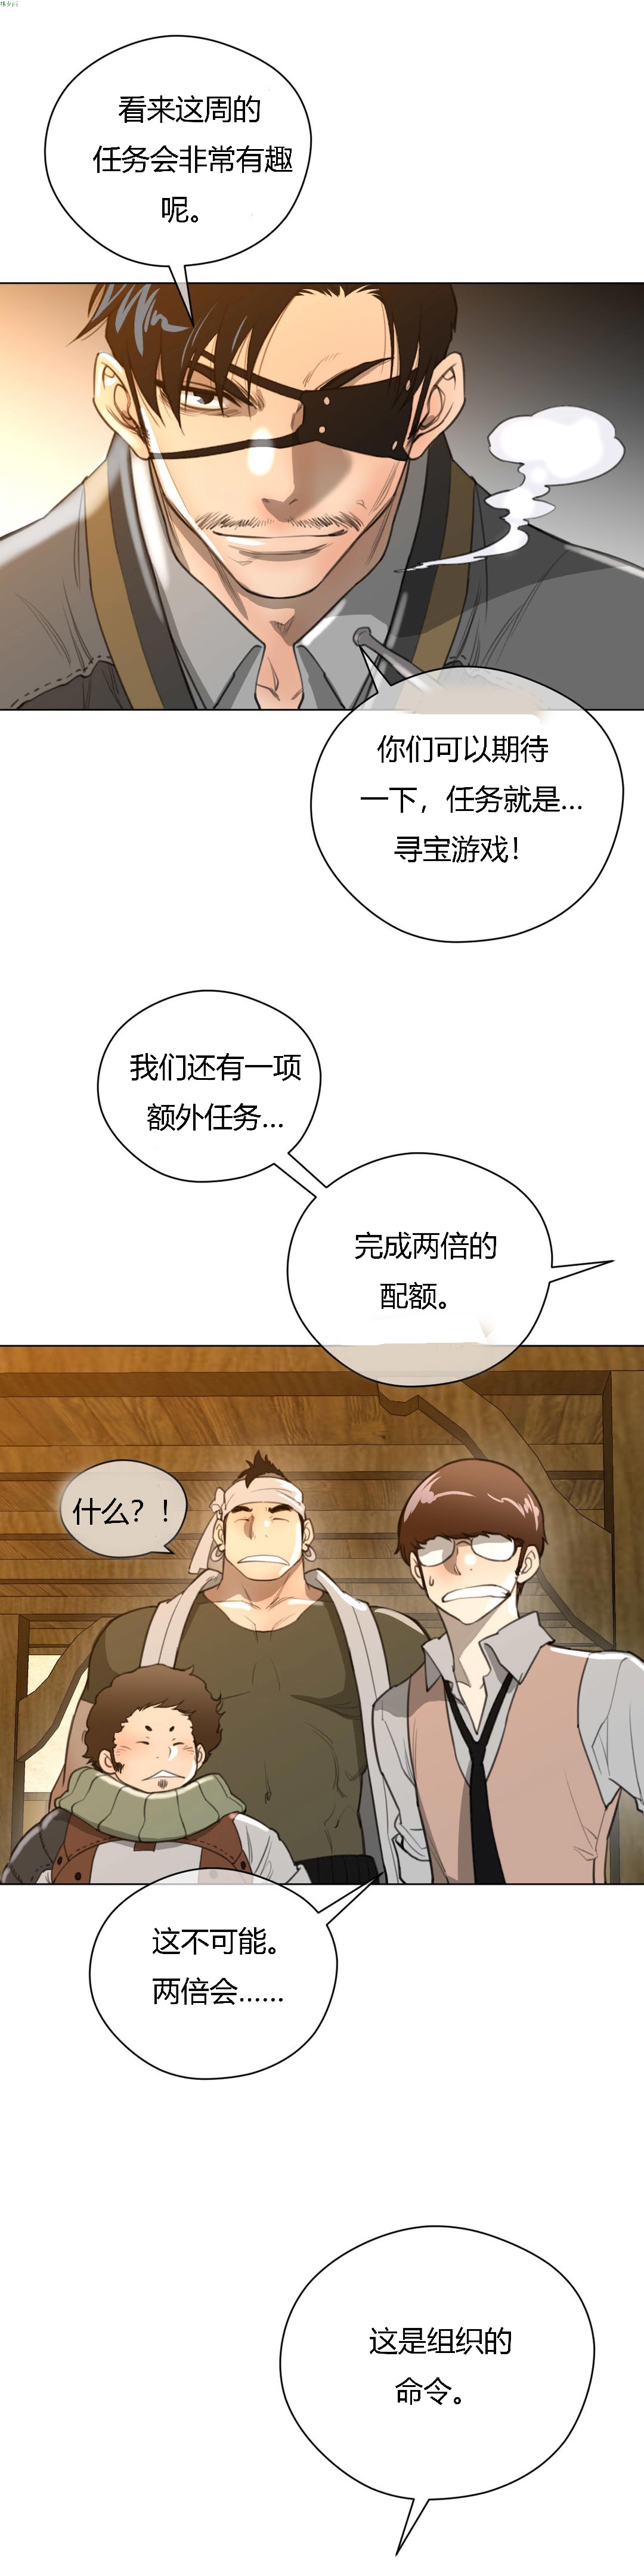 看来这周的
任务会非常有趣
呢。
你们可以期待
一下，任务就是...
寻宝游戏！
我们还有一项
额外任务...
完成两倍的
配额。
什么？！
这不可能。
两倍会……
这是组织的
命令。